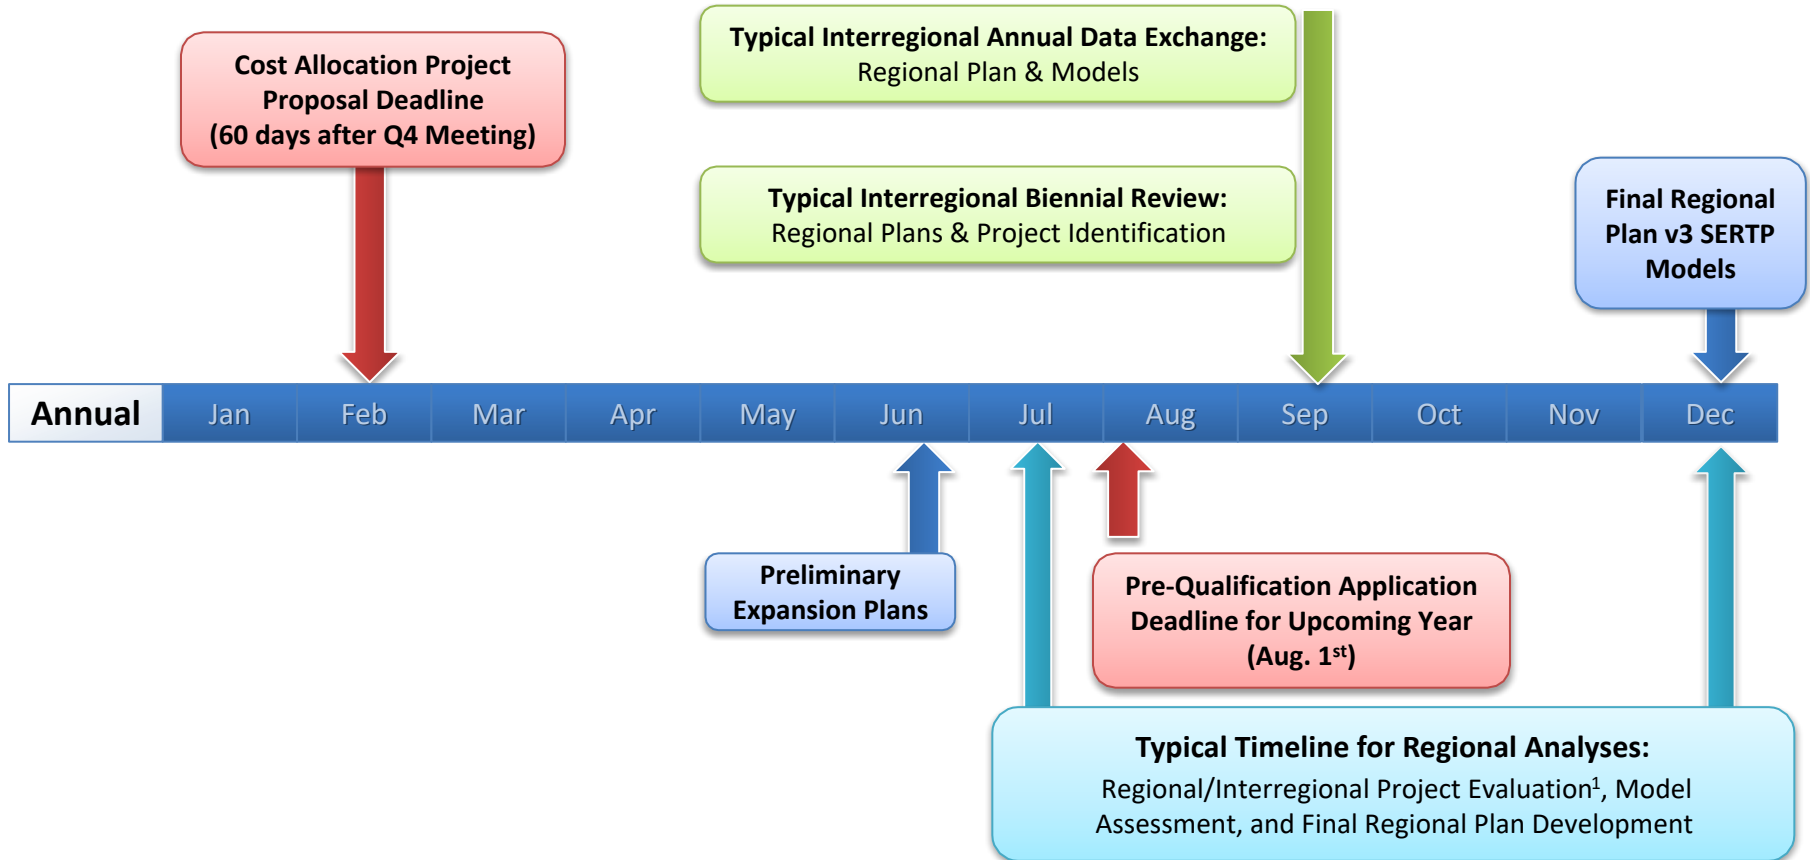 Cost Allocation Project
Proposal Deadline
(60 days after Q4 Meeting)
Typical Interregional Annual Data Exchange:
Regional Plan & Models
Typical Interregional Biennial Review:
Regional Plans & Project Identification
Final Regional
Plan v3 SERTP
Models
Annual Jan Feb Mar Apr May Jun Jul Aug Sep Oct Nov Dec
Preliminary
Expansion Plans
Pre-Qualification Application
Deadline for Upcoming Year
(Aug. 1st)
Typical Timeline for Regional Analyses:
Regional/Interregional Project Evaluation1, Model
Assessment, and Final Regional Plan Development